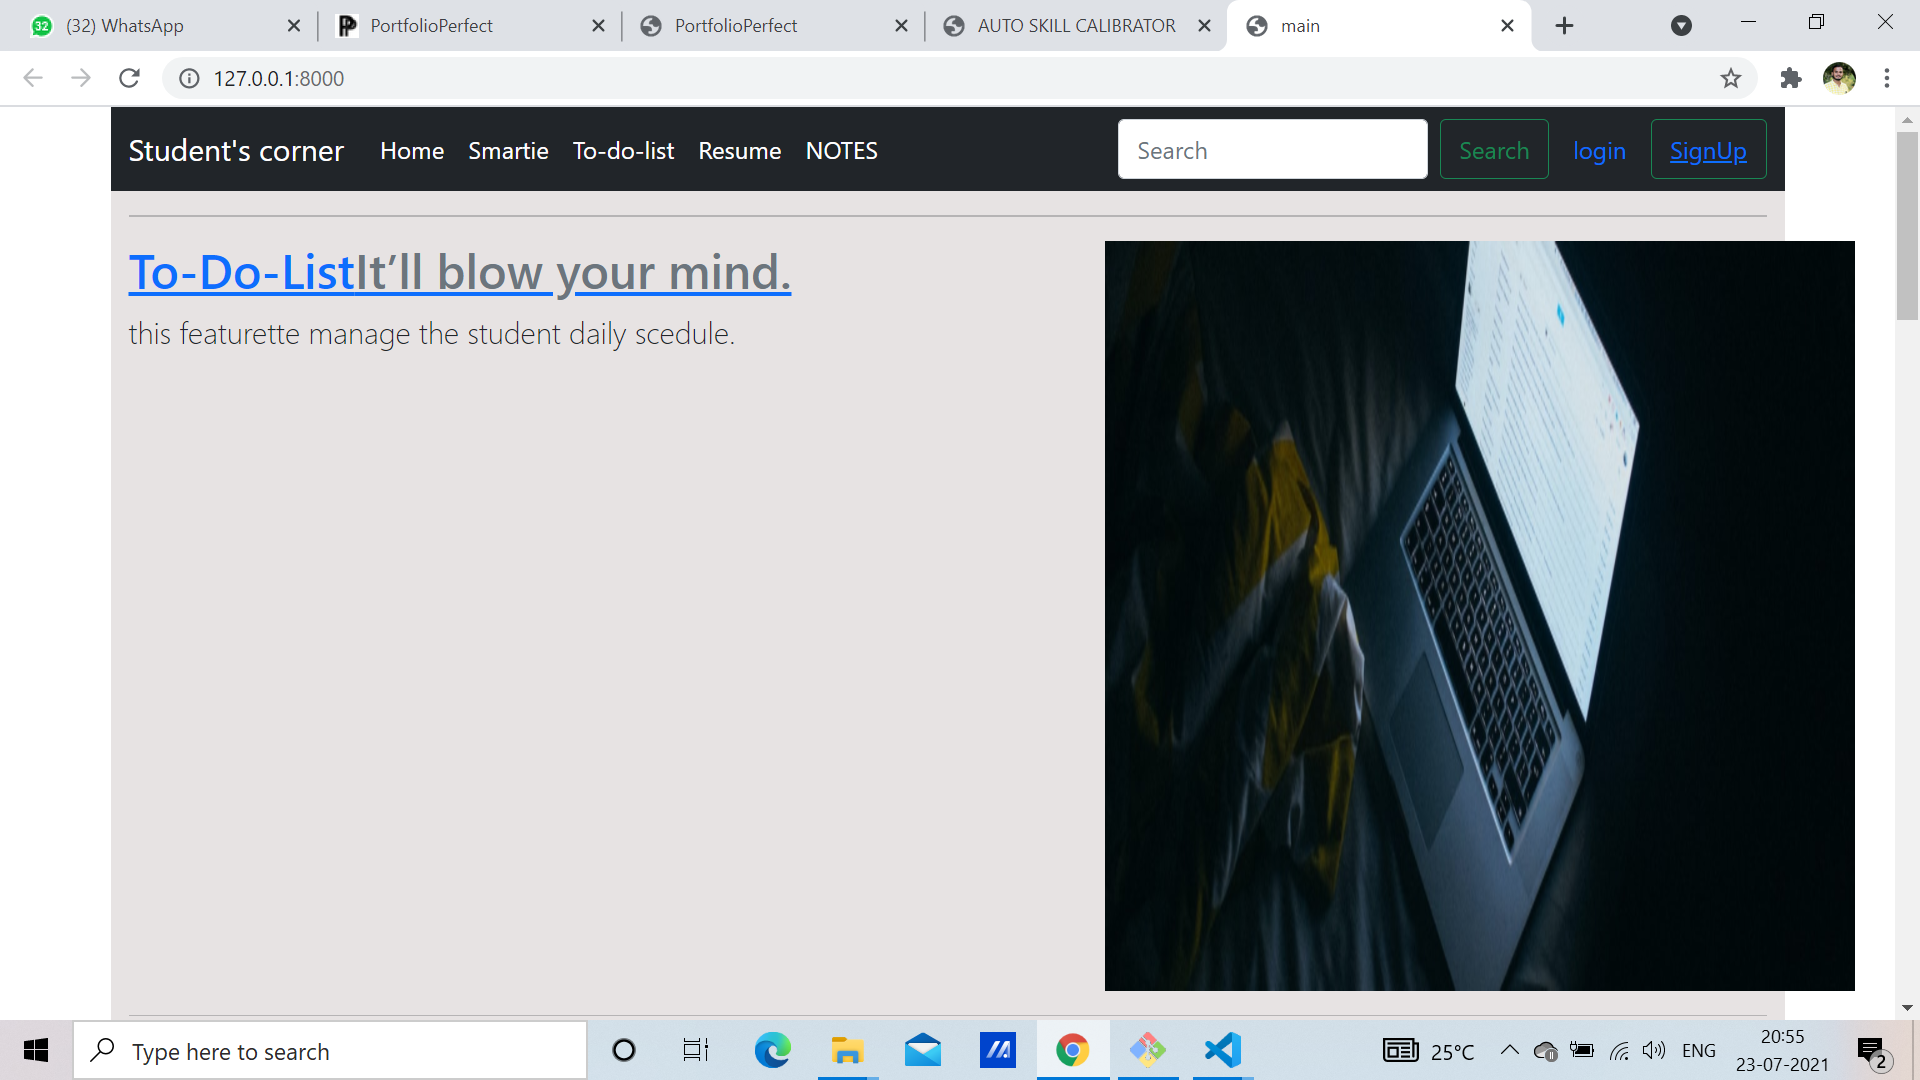 32 (32) WhatsApp PortfolioPerfect PortfolioPerfect AUTO SKILL CALIBRATOR main
127.0.0.1:8000
Student's corner Home Smartie To-do-list Resume NOTES Search Search login SignUp
To-Do-ListIt’ll blow your mind.
this featurette manage the student daily scedule.
Type here to search 25°C ENG 20:55
23-07-2021 2